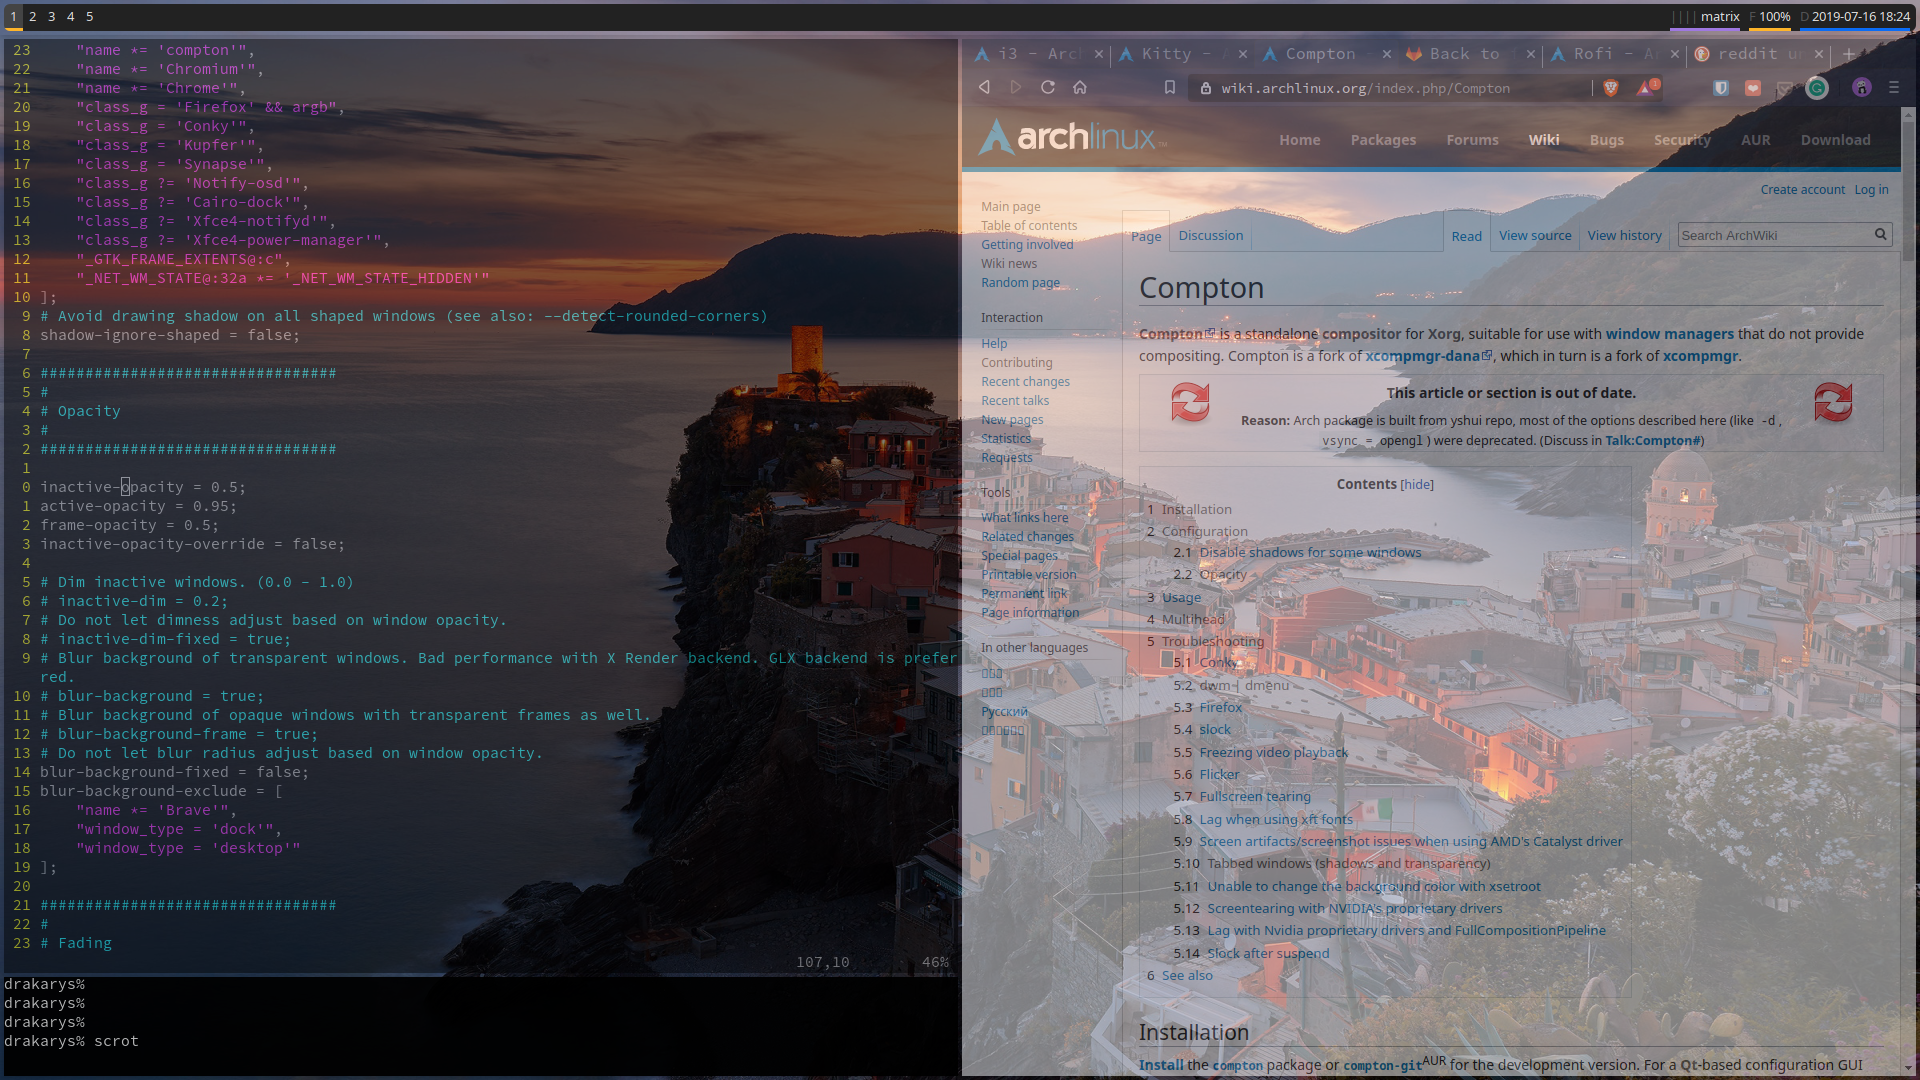 1 2 3 4 5
matrix F 100% D 2019-07-16 18:24
23 "name *= 'compton'",
22 "name *= 'Chromium'",
21 "name *= 'Chrome'",
20 "class_g = 'Firefox' && argb",
19 "class_g = 'Conky'",
18 "class_g = 'Kupfer'",
17 "class_g = 'Synapse'",
16 "class_g ?= 'Notify-osd'",
15 "class_g ?= 'Cairo-dock'",
14 "class_g ?= 'Xfce4-notifyd'",
13 "class_g ?= 'Xfce4-power-manager'",
12 "_GTK_FRAME_EXTENTS@:c",
11 "_NET_WM_STATE@:32a *= '_NET_WM_STATE_HIDDEN'"
10 ];
9 # Avoid drawing shadow on all shaped windows (see also: --detect-rounded-corners)
8 shadow-ignore-shaped = false;
7
6 #################################
5 #
4 # Opacity
3 #
2 #################################
1
0 inactive-opacity = 0.5;
1 active-opacity = 0.95;
2 frame-opacity = 0.5;
3 inactive-opacity-override = false;
4
5 # Dim inactive windows. (0.0 - 1.0)
6 # inactive-dim = 0.2;
7 # Do not let dimness adjust based on window opacity.
8 # inactive-dim-fixed = true;
9 # Blur background of transparent windows. Bad performance with X Render backend. GLX backend is prefer
red.
10 # blur-background = true;
11 # Blur background of opaque windows with transparent frames as well.
12 # blur-background-frame = true;
13 # Do not let blur radius adjust based on window opacity.
14 blur-background-fixed = false;
15 blur-background-exclude = [
16 "name *= 'Brave'",
17 "window_type = 'dock'",
18 "window_type = 'desktop'"
19 ];
20
21 #################################
22 #
23 # Fading
107,10 46%
drakarys%
drakarys%
drakarys%
drakarys% scrot
i3 - Arc Kitty - Compton Back to Rofi - A reddit u
wiki.archlinux.org/index.php/Compton
archlinux
Home Packages Forums Wiki Bugs Security AUR Download
Create account Log in
Main page
Table of contents
Getting involved
Wiki news
Random page
Interaction
Help
Contributing
Recent changes
Recent talks
New pages
Statistics
Requests
Tools
What links here
Related changes
Special pages
Printable version
Permanent link
Page information
In other languages
Русский
Page Discussion Read View source View history Search ArchWiki
Compton
Compton is a standalone compositor for Xorg, suitable for use with window managers that do not provide
compositing. Compton is a fork of xcompmgr-dana, which in turn is a fork of xcompmgr.
This article or section is out of date.
Reason: Arch package is built from yshui repo, most of the options described here (like -d ,
vsync = opengl ) were deprecated. (Discuss in Talk:Compton#)
Contents [hide]
1 Installation
2 Configuration
2.1 Disable shadows for some windows
2.2 Opacity
3 Usage
4 Multihead
5 Troubleshooting
5.1 Conky
5.2 dwm | dmenu
5.3 Firefox
5.4 slock
5.5 Freezing video playback
5.6 Flicker
5.7 Fullscreen tearing
5.8 Lag when using xft fonts
5.9 Screen artifacts/screenshot issues when using AMD's Catalyst driver
5.10 Tabbed windows (shadows and transparency)
5.11 Unable to change the background color with xsetroot
5.12 Screentearing with NVIDIA's proprietary drivers
5.13 Lag with Nvidia proprietary drivers and FullCompositionPipeline
5.14 Slock after suspend
6 See also
Installation
Install the compton package or compton-git AUR for the development version. For a Qt-based configuration GUI